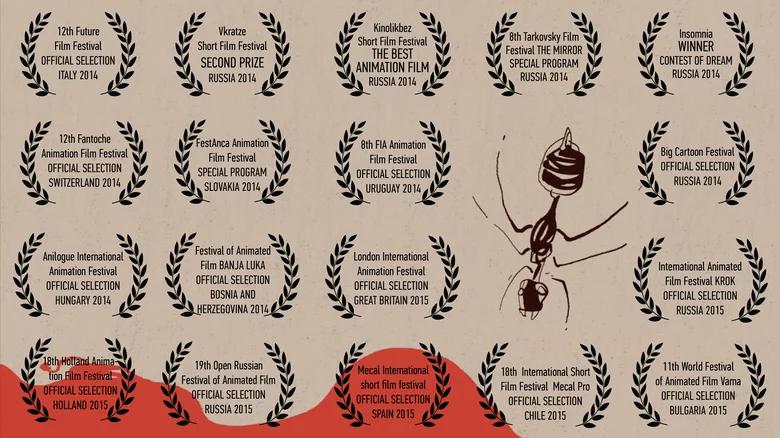 12th Future
Film Festival
OFFICIAL SELECTION
ITALY 2014
Vkratze
Short Film Festival
SECOND PRIZE
RUSSIA 2014
Kinolikbez
Short Film Festival
THE BEST
ANIMATION FILM
RUSSIA 2014
8th Tarkovsky Film
Festival THE MIRROR
SPECIAL PROGRAM
RUSSIA 2014
Insomnia
WINNER
CONTEST OF DREAM
RUSSIA 2014
12th Fantoche
Animation Film Festival
OFFICIAL SELECTION
SWITZERLAND 2014
FestAnca Animation
Film Festival
SPECIAL PROGRAM
SLOVAKIA 2014
8th FIA Animation
Film Festival
OFFICIAL SELECTION
URUGUAY 2014
Big Cartoon Festival
OFFICIAL SELECTION
RUSSIA 2014
Anilogue International
Animation Festival
OFFICIAL SELECTION
HUNGARY 2014
Festival of Animated
Film BANJA LUKA
OFFICIAL SELECTION
BOSNIA AND
HERZEGOVINA 2014
London International
Animation Festival
OFFICIAL SELECTION
GREAT BRITAIN 2015
International Animated
Film Festival KROK
OFFICIAL SELECTION
RUSSIA 2015
18th Holland Anima-
tion Film Festival
OFFICIAL SELECTION
HOLLAND 2015
19th Open Russian
Festival of Animated Film
OFFICIAL SELECTION
RUSSIA 2015
Mecal International
short film festival
OFFICIAL SELECTION
SPAIN 2015
18th International Short
Film Festival Mecal Pro
OFFICIAL SELECTION
CHILE 2015
11th World Festival
of Animated Film Varna
OFFICIAL SELECTION
BULGARIA 2015